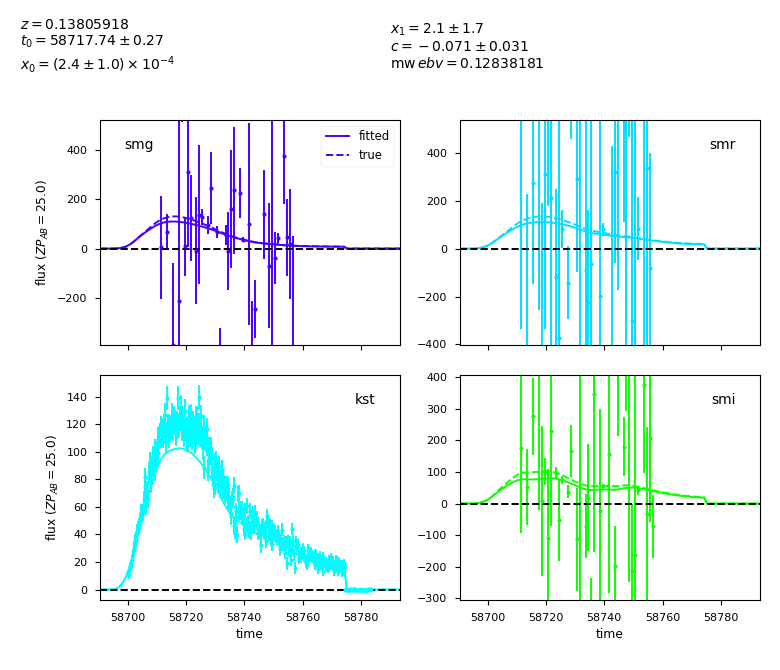 z = 0.13805918
t0 = 58717.74 ± 0.27
x0 = (2.4 ± 1.0) × 10^−4
x1 = 2.1 ± 1.7
c = −0.071 ± 0.031
mw ebv = 0.12838181
smg
fitted
true
400
200
0
−200
flux (ZP_AB = 25.0)
smr
400
200
0
−200
−400
kst
140
120
100
80
60
40
20
0
flux (ZP_AB = 25.0)
58700 58720 58740 58760 58780
time
smi
400
300
200
100
0
−100
−200
−300
58700 58720 58740 58760 58780
time